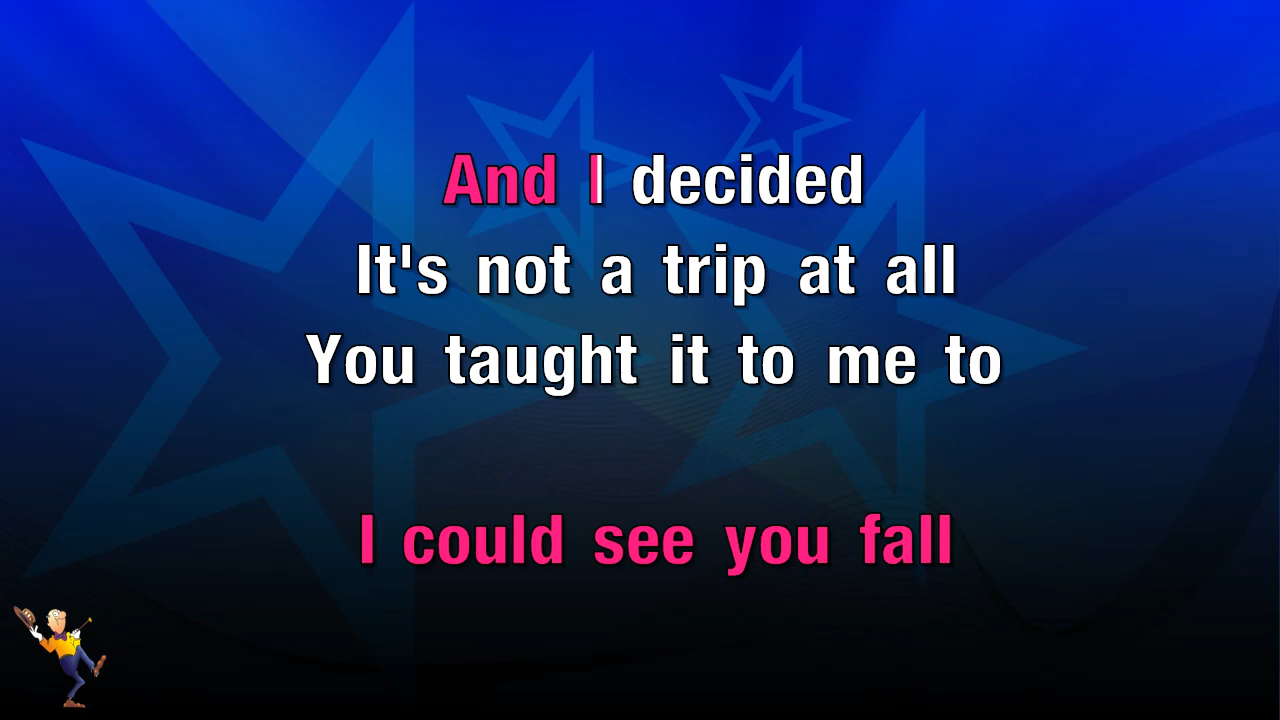 And I decided
It's not a trip at all
You taught it to me to
I could see you fall